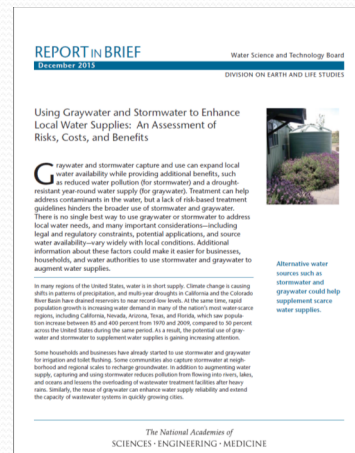 REPORT IN BRIEF
Water Science and Technology Board
December 2015
DIVISION ON EARTH AND LIFE STUDIES
Using Graywater and Stormwater to Enhance
Local Water Supplies: An Assessment of
Risks, Costs, and Benefits
Graywater and stormwater capture and use can expand local
water availability while providing additional benefits, such
as reduced water pollution (for stormwater) and a drought-
resistant year-round water supply (for graywater). Treatment can help
address contaminants in the water, but a lack of risk-based treatment
guidelines hinders the broader use of stormwater and graywater.
There is no single best way to use graywater or stormwater to address
local water needs, and many important considerations—including
legal and regulatory constraints, potential applications, and source
water availability—vary widely with local conditions. Additional
information about these factors could make it easier for businesses,
households, and water authorities to use stormwater and graywater to
augment water supplies.
Alternative water
sources such as
stormwater and
graywater could help
supplement scarce
water supplies.
In many regions of the United States, water is in short supply. Climate change is causing
shifts in patterns of precipitation, and multi-year droughts in California and the Colorado
River Basin have drained reservoirs to near record-low levels. At the same time, rapid
population growth is increasing water demand in many of the nation's most water-scarce
regions, including California, Nevada, Arizona, Texas, and Florida, which saw popula-
tion increase between 85 and 400 percent from 1970 and 2009, compared to 50 percent
across the United States during the same period. As a result, the potential use of gray-
water and stormwater to supplement water supplies is gaining increasing attention.
Some households and businesses have already started to use stormwater and graywater
for irrigation and toilet flushing. Some communities also capture stormwater at neigh-
borhood and regional scales to recharge groundwater. In addition to augmenting water
supply, capturing and using stormwater reduces pollution from flowing into rivers, lakes,
and oceans and lessens the overloading of wastewater treatment facilities after heavy
rains. Similarly, the reuse of graywater can enhance water supply reliability and extend
the capacity of wastewater systems in quickly growing cities.
The National Academies of
SCIENCES • ENGINEERING • MEDICINE